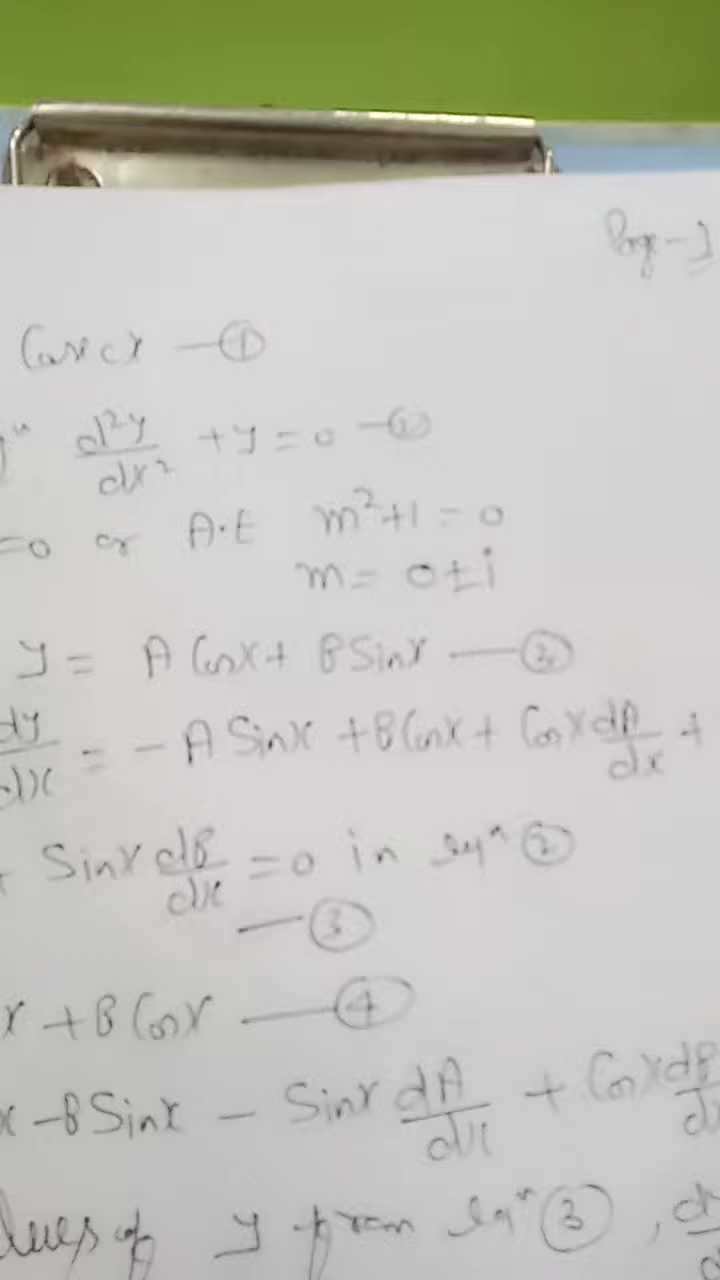 Page-1
Cosecx —①
d²y/dx² + y = 0 —②
=0 or A.E m²+1=0
m = 0±i
y = A Cosx + B Sinx —②
dy/dx = -A Sinx + B Cosx + Cosx dA/dx +
+ Sinx dB/dx = 0 in eqⁿ ②
—③
x + B Cosx —④
x - B Sinx - Sinx dA/dx + Cosx dB/dx
lues of y from eqⁿ ③, d